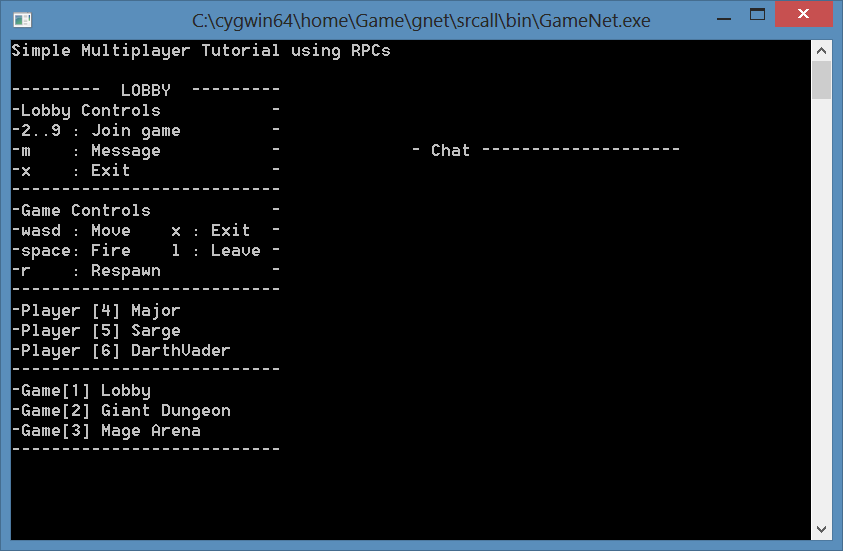 C:\cygwin64\home\Game\gnet\srcall\bin\GameNet.exe
Simple Multiplayer Tutorial using RPCs
---------  LOBBY  ---------
-Lobby Controls           -
-2..9 : Join game         -
-m    : Message           -             - Chat --------------------
-x    : Exit              -
---------------------------
-Game Controls            -
-wasd : Move    x : Exit  -
-space: Fire    l : Leave -
-r    : Respawn           -
---------------------------
-Player [4] Major
-Player [5] Sarge
-Player [6] DarthVader
---------------------------
-Game[1] Lobby
-Game[2] Giant Dungeon
-Game[3] Mage Arena
---------------------------